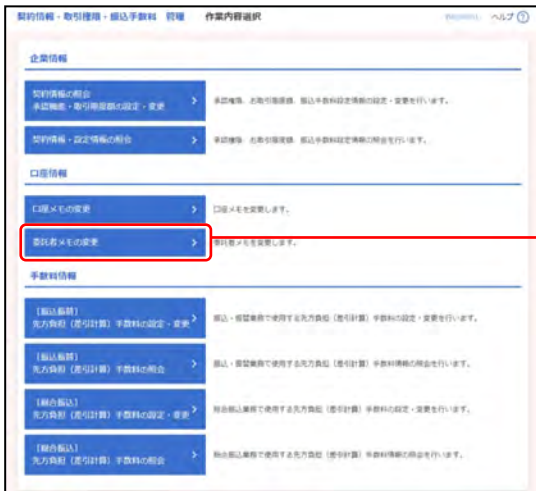 契約情報・取引権限・振込手数料 管理 作業内容選択
ヘルプ
企業情報
契約情報の照会
承認機能・取引限度額の設定・変更
承認権限、お取引限度額、振込手数料設定情報の設定・変更を行います。
契約情報・設定情報の照会
承認権限、お取引限度額、振込手数料設定情報の照会を行います。
口座情報
口座メモの変更
口座メモを変更します。
委託者メモの変更
委託者メモを変更します。
手数料情報
[振込振替]
先方負担(差引計算)手数料の設定・変更
振込・振替業務で使用する先方負担(差引計算)手数料の設定・変更を行います。
[振込振替]
先方負担(差引計算)手数料の照会
振込・振替業務で使用する先方負担(差引計算)手数料情報の照会を行います。
[総合振込]
先方負担(差引計算)手数料の設定・変更
総合振込業務で使用する先方負担(差引計算)手数料の設定・変更を行います。
[総合振込]
先方負担(差引計算)手数料の照会
総合振込業務で使用する先方負担(差引計算)手数料情報の照会を行います。